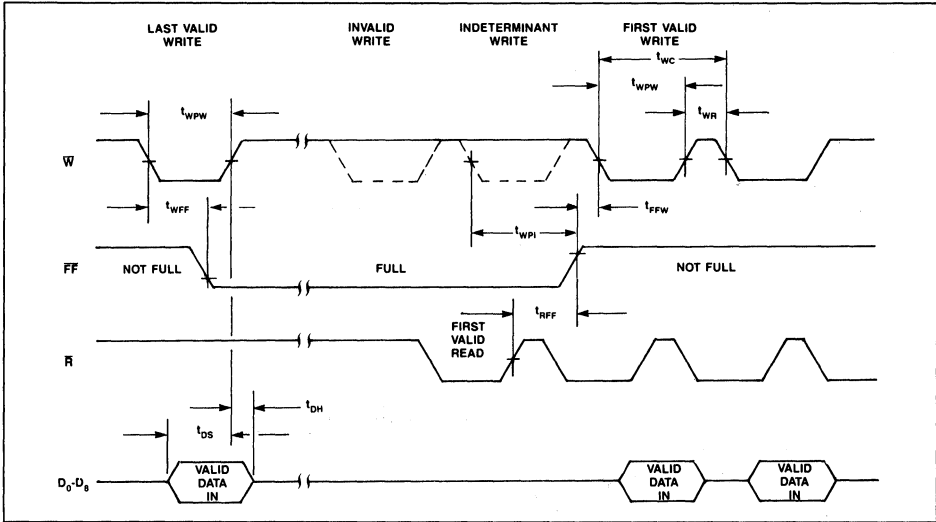 LAST VALID
WRITE
INVALID
WRITE
INDETERMINANT
WRITE
FIRST VALID
WRITE
tWC
tWPW
tWPW
tWR
W̅
tWFF
tFFW
tWPI
F̅F̅
NOT FULL
FULL
NOT FULL
tRFF
FIRST
VALID
READ
R̅
tDH
tDS
D0-D8
VALID
DATA
IN
VALID
DATA
IN
VALID
DATA
IN